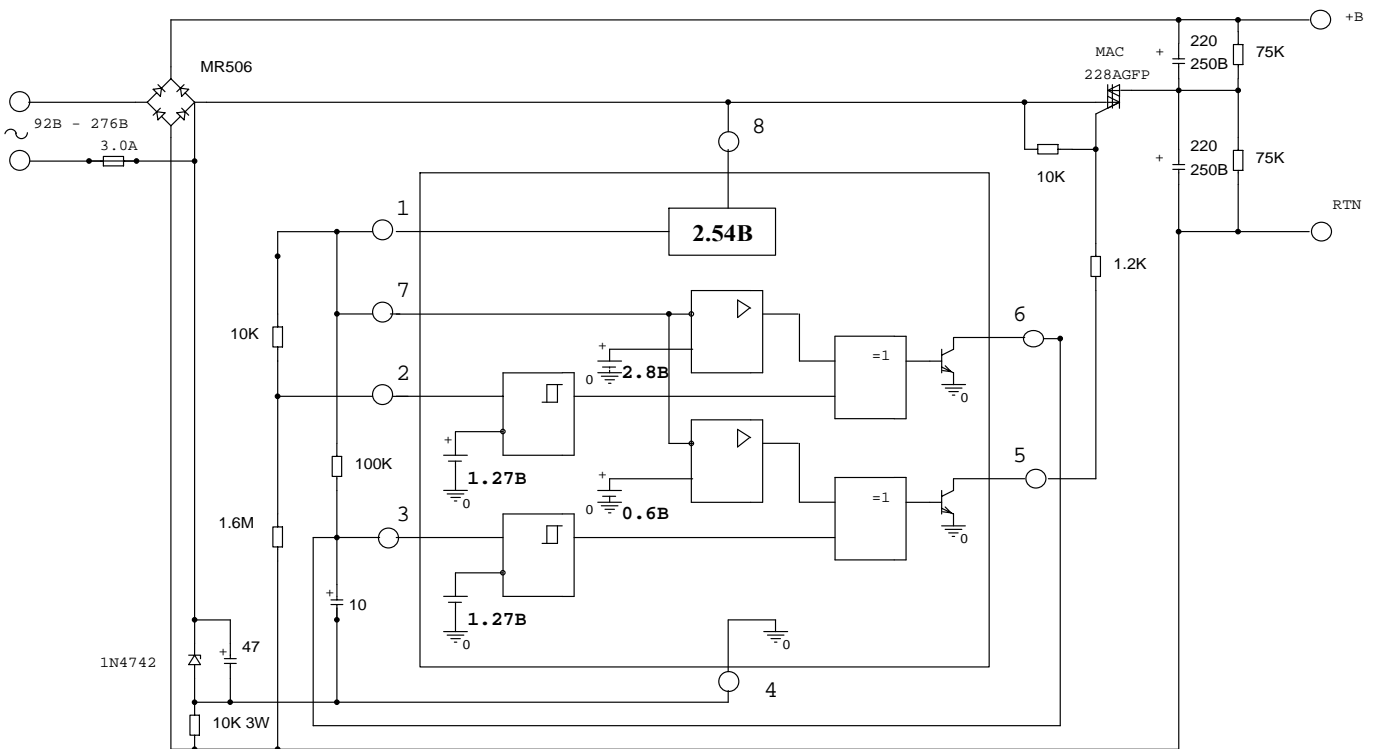 +B
MR506
MAC
228AGFP
+
220
250B
75K
92B - 276B
3.0A
8
+
220
250B
75K
10K
1
2.54B
RTN
7
1.2K
10K
6
=1
+
0
2.8B
0
2
+
1.27B
0
100K
5
=1
+
0
0.6B
0
1.6M
3
+
1.27B
0
+
10
0
47
+
1N4742
4
10K 3W